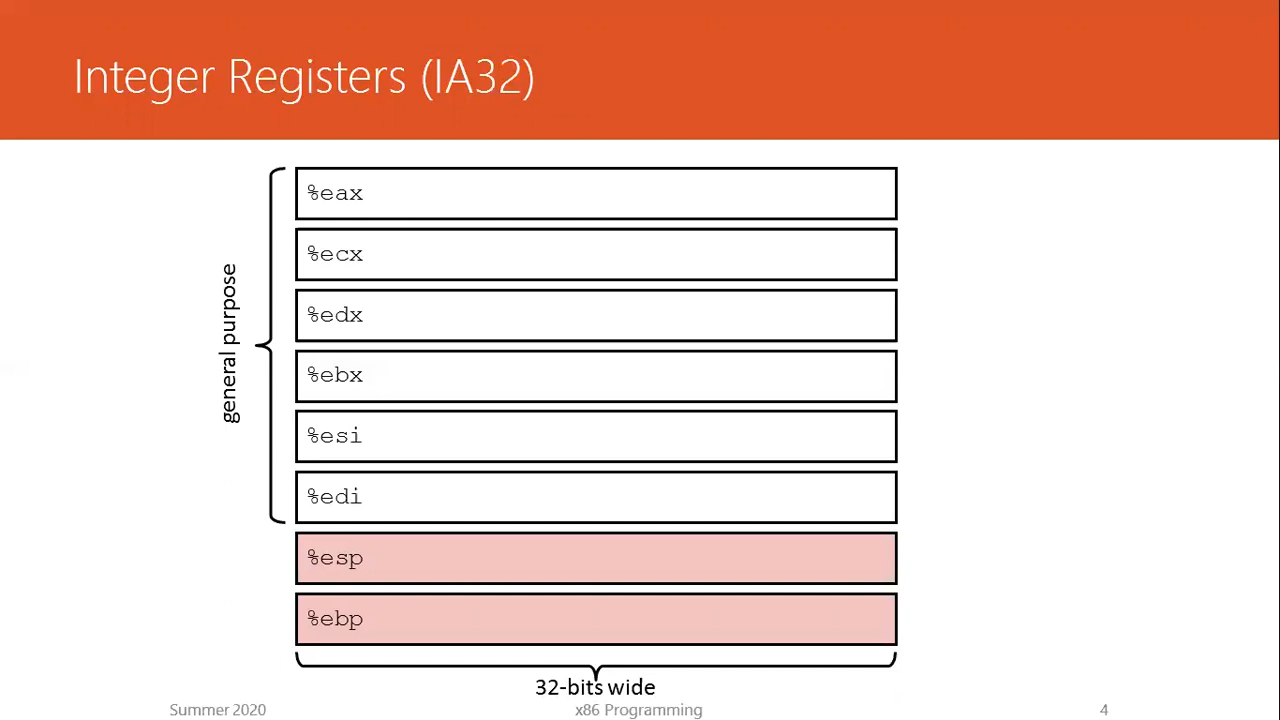 Integer Registers (IA32)
%eax
%ecx
%edx
%ebx
%esi
%edi
%esp
%ebp
general purpose
32-bits wide
Summer 2020
x86 Programming
4